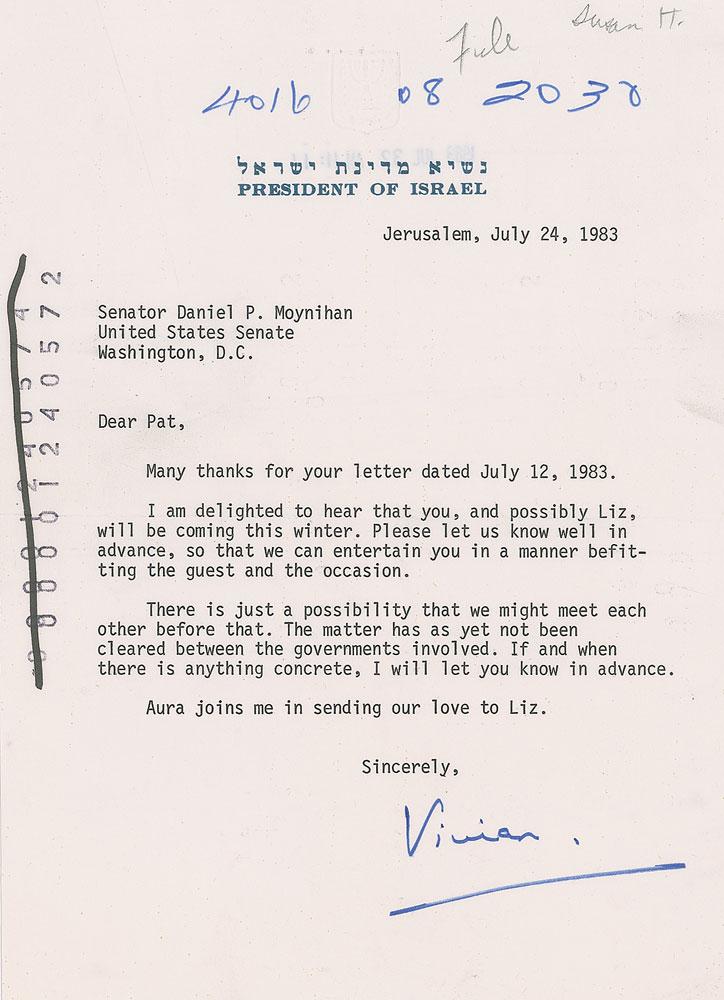 File Susan H.
4016 08 2038
נשיא מדינת ישראל
PRESIDENT OF ISRAEL
Jerusalem, July 24, 1983
Senator Daniel P. Moynihan
United States Senate
Washington, D.C.
Dear Pat,
Many thanks for your letter dated July 12, 1983.
I am delighted to hear that you, and possibly Liz,
will be coming this winter. Please let us know well in
advance, so that we can entertain you in a manner befit-
ting the guest and the occasion.
There is just a possibility that we might meet each
other before that. The matter has as yet not been
cleared between the governments involved. If and when
there is anything concrete, I will let you know in advance.
Aura joins me in sending our love to Liz.
Sincerely,
Vivian.